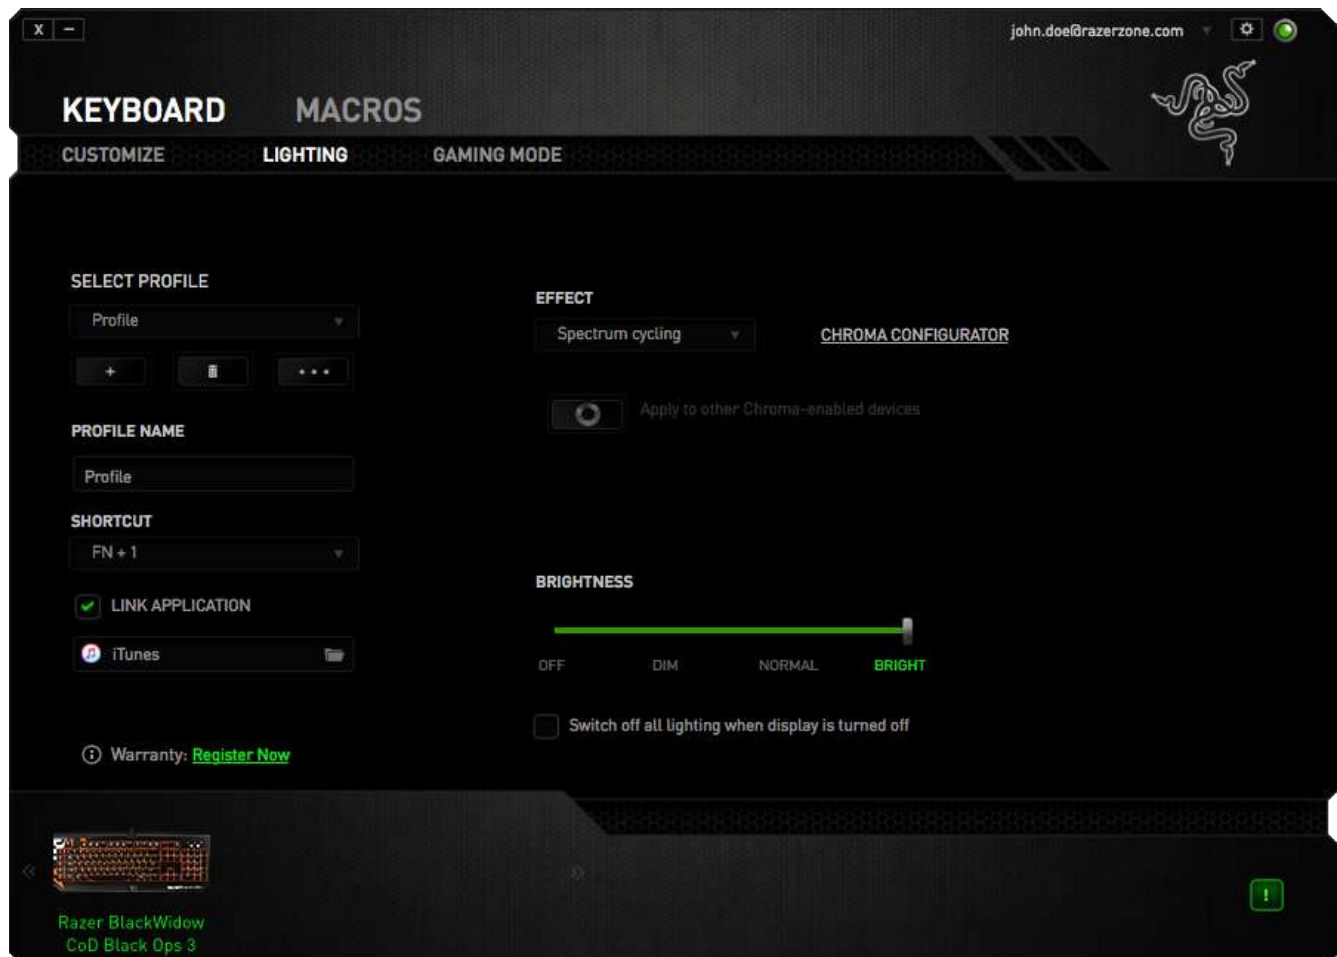 X –
john.doe@razerzone.com
KEYBOARD MACROS
CUSTOMIZE LIGHTING GAMING MODE
SELECT PROFILE
Profile
+ •••
PROFILE NAME
Profile
SHORTCUT
FN + 1
LINK APPLICATION
iTunes
Warranty: Register Now
EFFECT
Spectrum cycling CHROMA CONFIGURATOR
Apply to other Chroma-enabled devices
BRIGHTNESS
OFF DIM NORMAL BRIGHT
Switch off all lighting when display is turned off
« »
Razer BlackWidow
CoD Black Ops 3
!